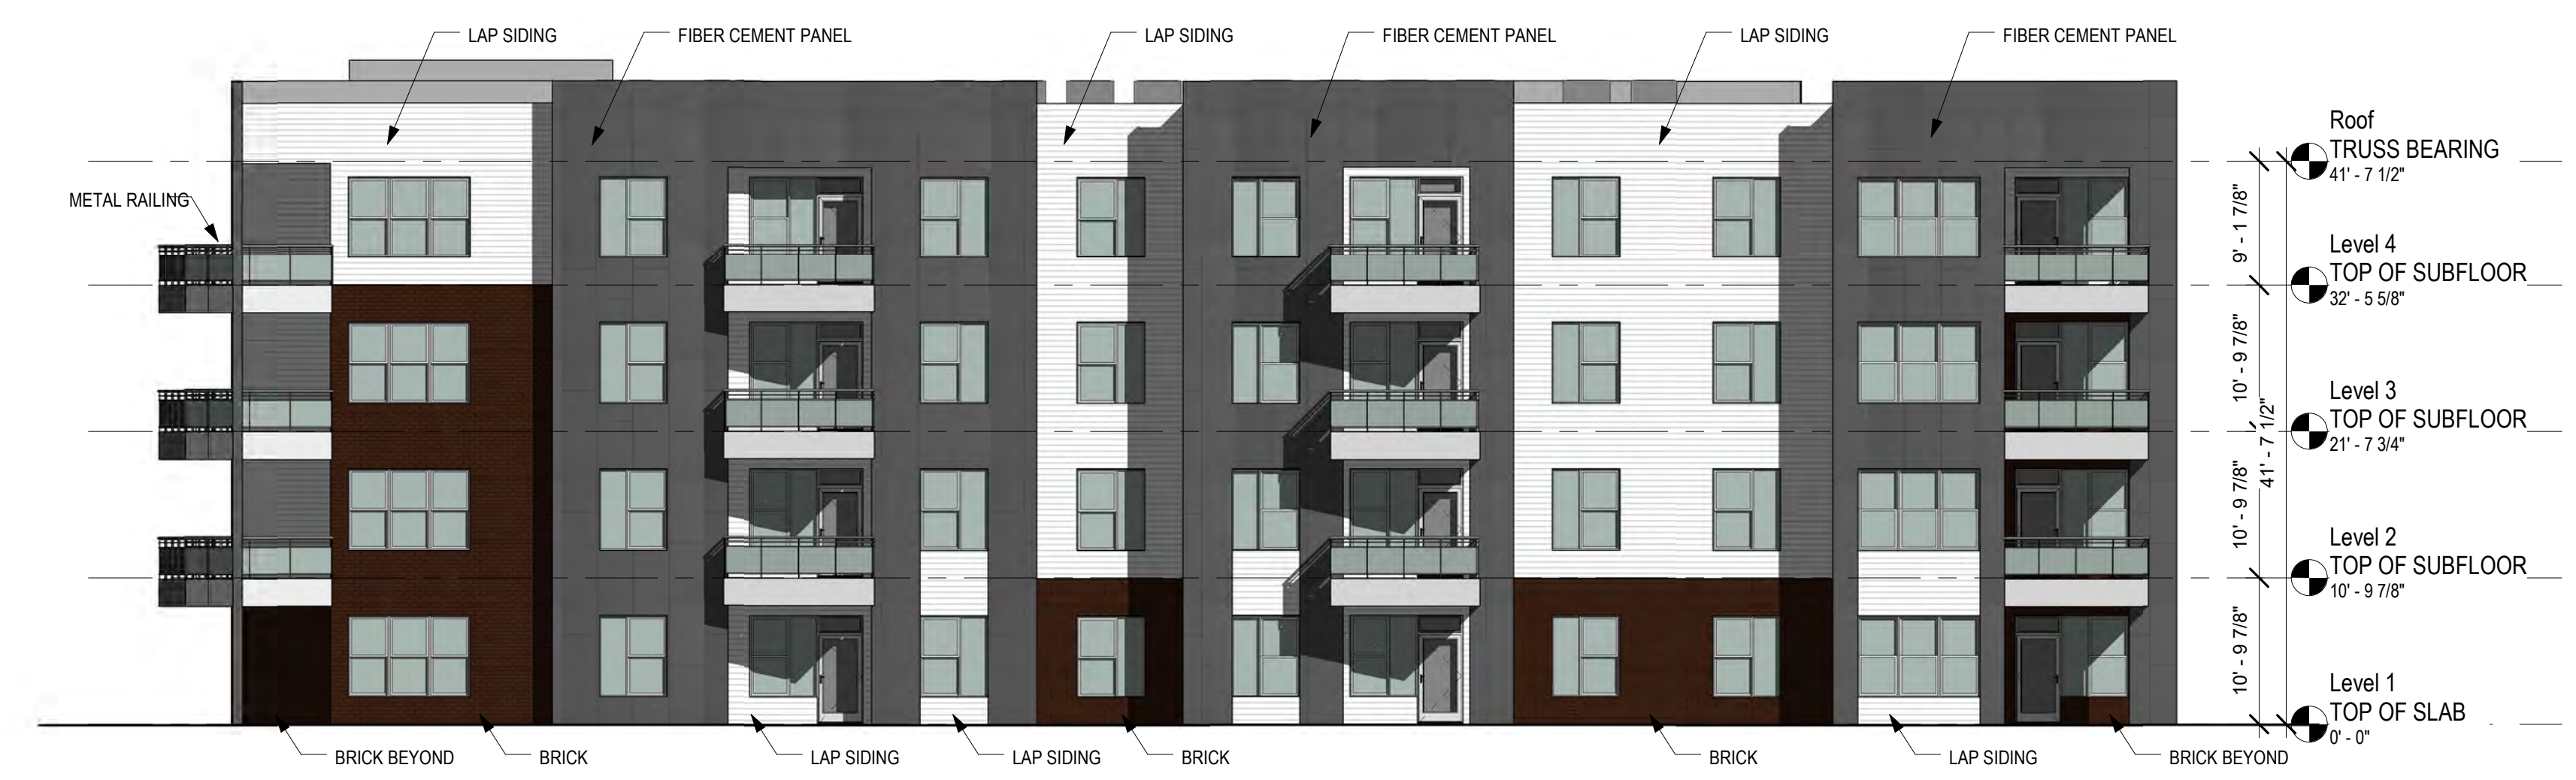 LAP SIDING
FIBER CEMENT PANEL
LAP SIDING
FIBER CEMENT PANEL
LAP SIDING
FIBER CEMENT PANEL
METAL RAILING
Roof
TRUSS BEARING
41' - 7 1/2"
9' - 1 7/8"
Level 4
TOP OF SUBFLOOR
32' - 5 5/8"
10' - 9 7/8"
Level 3
TOP OF SUBFLOOR
21' - 7 3/4"
41' - 7 1/2"
10' - 9 7/8"
Level 2
TOP OF SUBFLOOR
10' - 9 7/8"
10' - 9 7/8"
Level 1
TOP OF SLAB
0' - 0"
BRICK BEYOND
BRICK
LAP SIDING
LAP SIDING
BRICK
BRICK
LAP SIDING
BRICK BEYOND